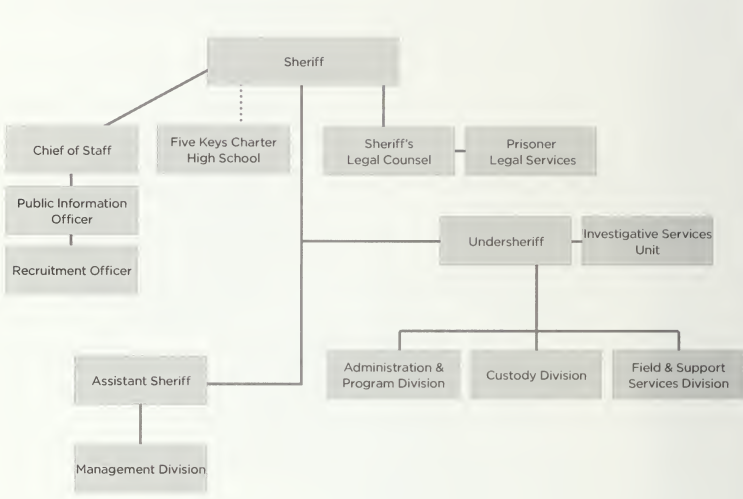 Sheriff
Chief of Staff
Five Keys Charter
High School
Sheriff's
Legal Counsel
Prisoner
Legal Services
Public Information
Officer
Recruitment Officer
Undersheriff
Investigative Services
Unit
Assistant Sheriff
Administration &
Program Division
Custody Division
Field & Support
Services Division
Management Division